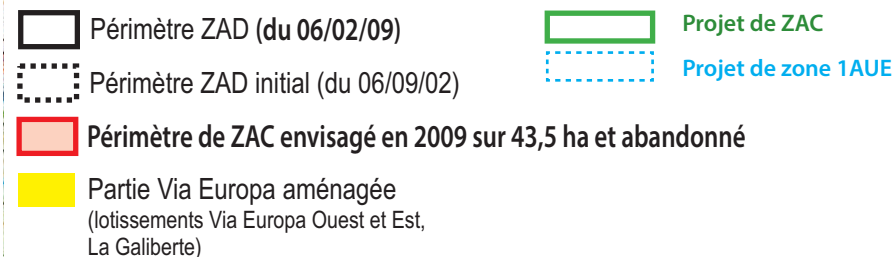 Périmètre ZAD (du 06/02/09)
Périmètre ZAD initial (du 06/09/02)
Périmètre de ZAC envisagé en 2009 sur 43,5 ha et abandonné
Partie Via Europa aménagée
(lotissements Via Europa Ouest et Est,
La Galiberte)
Projet de ZAC
Projet de zone 1AUE